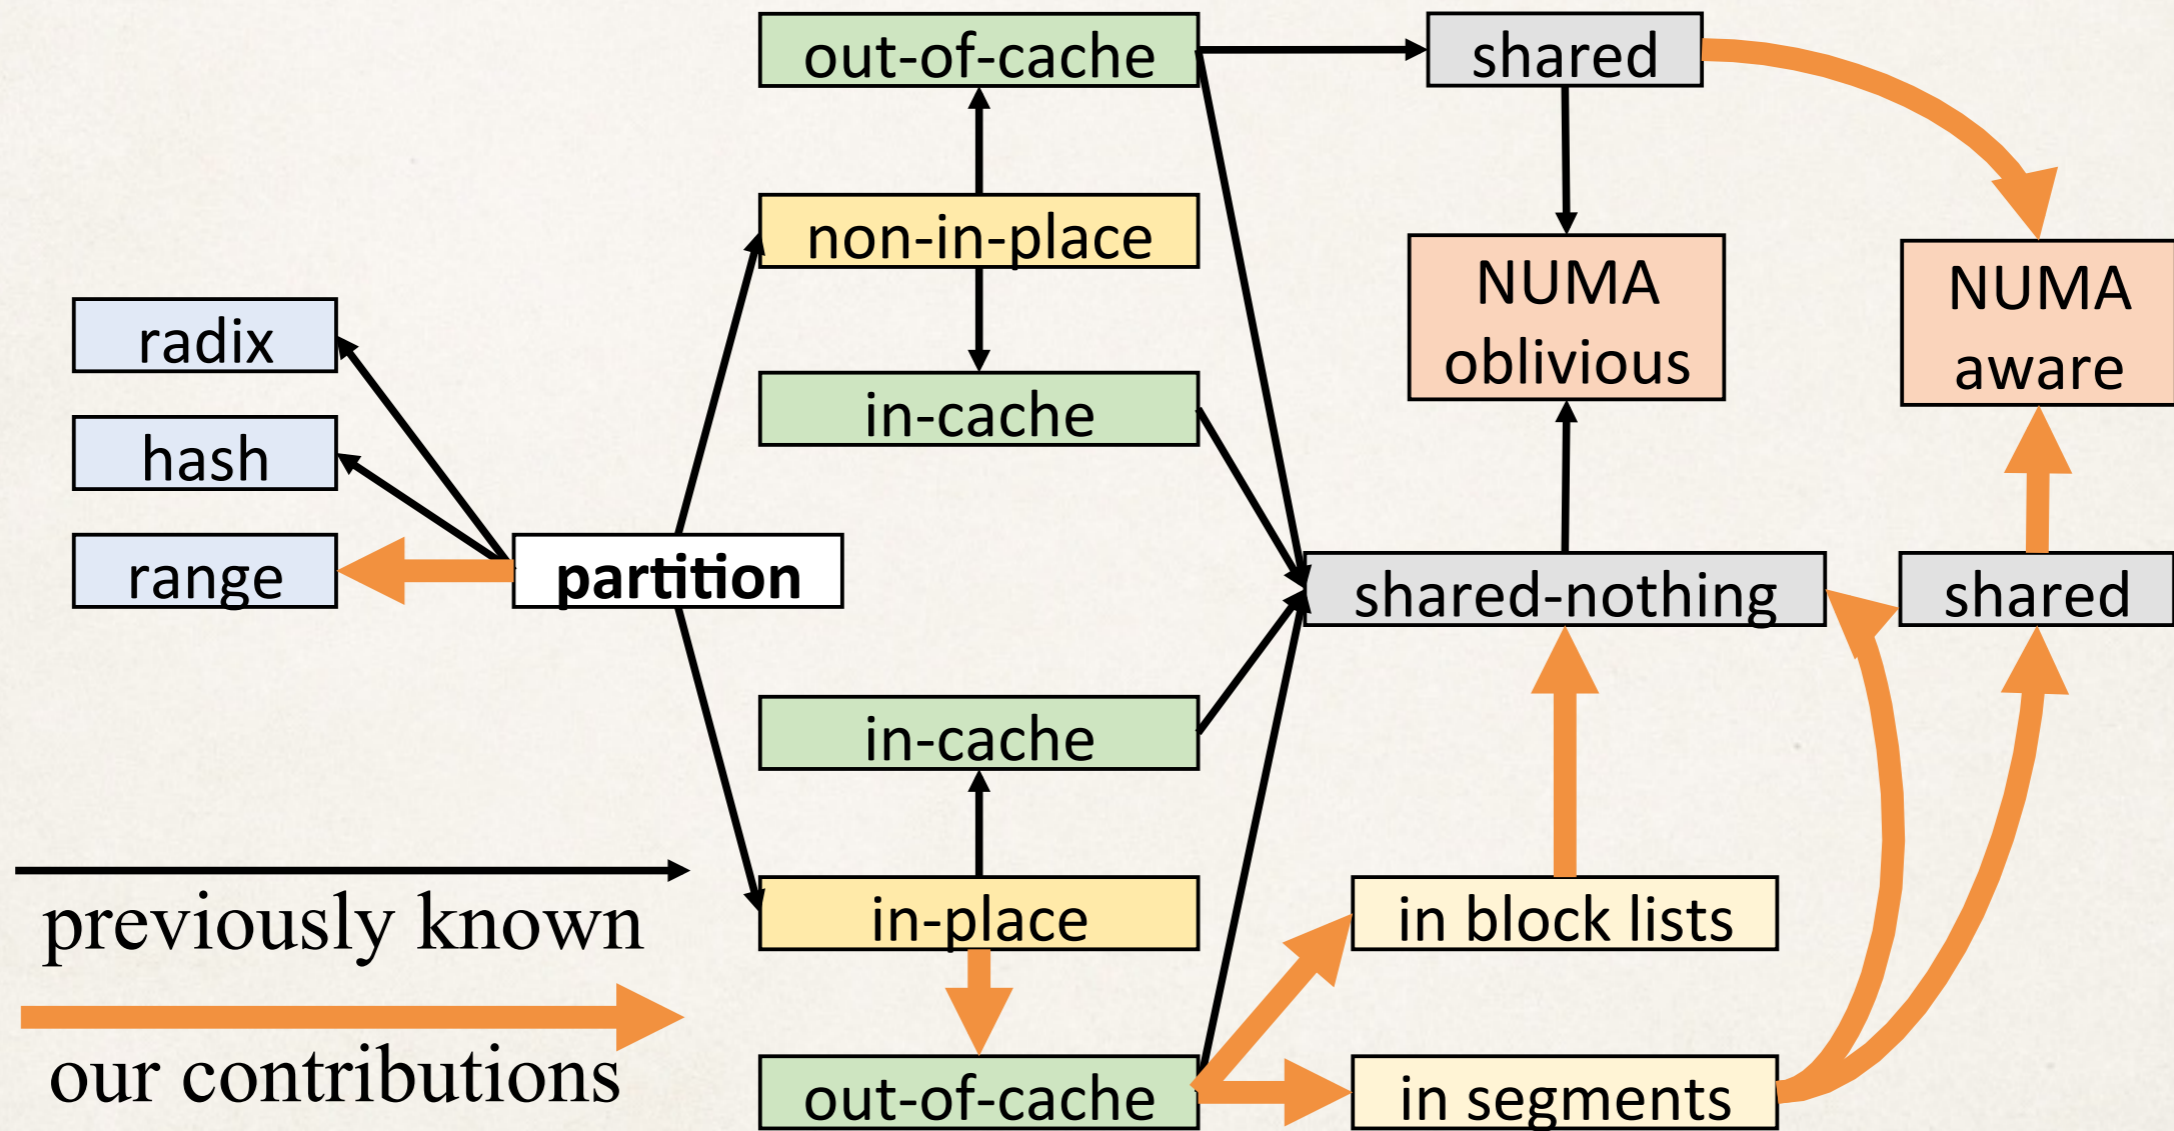 out-of-cache
shared
non-in-place
NUMA
oblivious
NUMA
aware
radix
in-cache
hash
range
partition
shared-nothing
shared
in-cache
previously known
in-place
in block lists
our contributions
out-of-cache
in segments